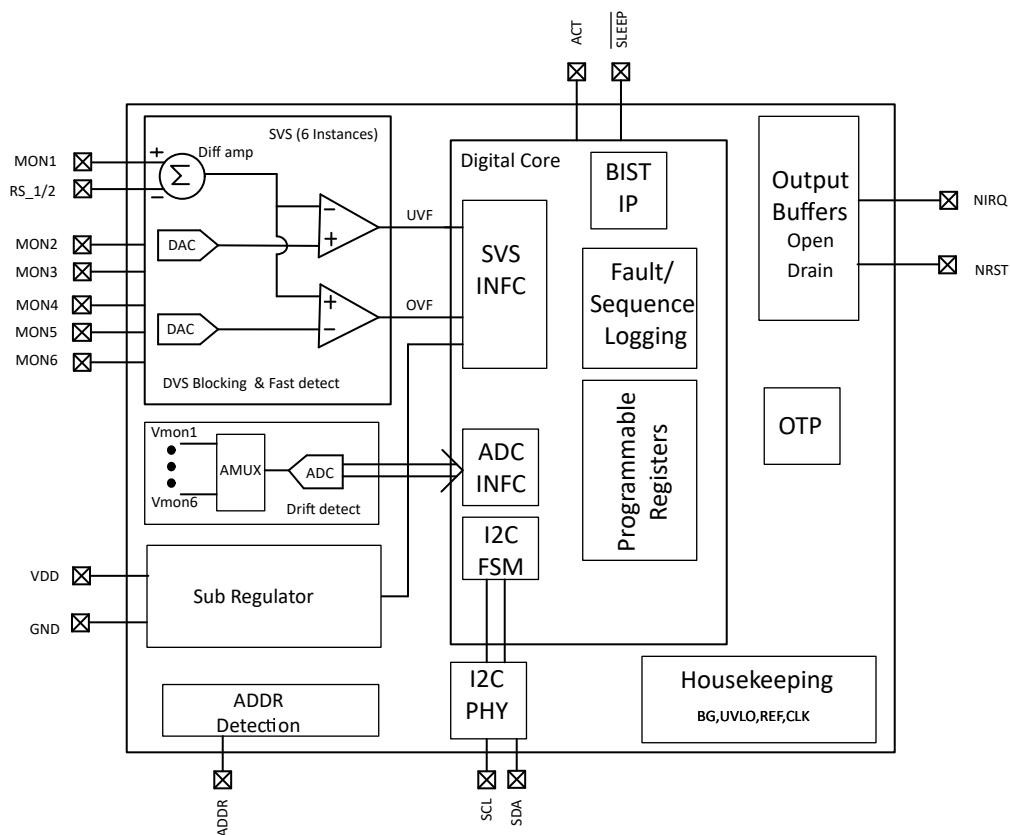 ACT
SLEEP
SVS (6 Instances)
+
Diff amp
MON1
Σ
RS_1/2
−
MON2
DAC
MON3
MON4
MON5
DAC
MON6
−
+
UVF
+
−
OVF
DVS Blocking & Fast detect
Digital Core
BIST
IP
SVS
INFC
Fault/
Sequence
Logging
Output
Buffers
Open
Drain
NIRQ
NRST
Vmon1
AMUX
ADC
Vmon6
Drift detect
ADC
INFC
Programmable
Registers
OTP
I2C
FSM
VDD
Sub Regulator
GND
I2C
PHY
Housekeeping
BG,UVLO,REF,CLK
ADDR
Detection
ADDR
SCL
SDA